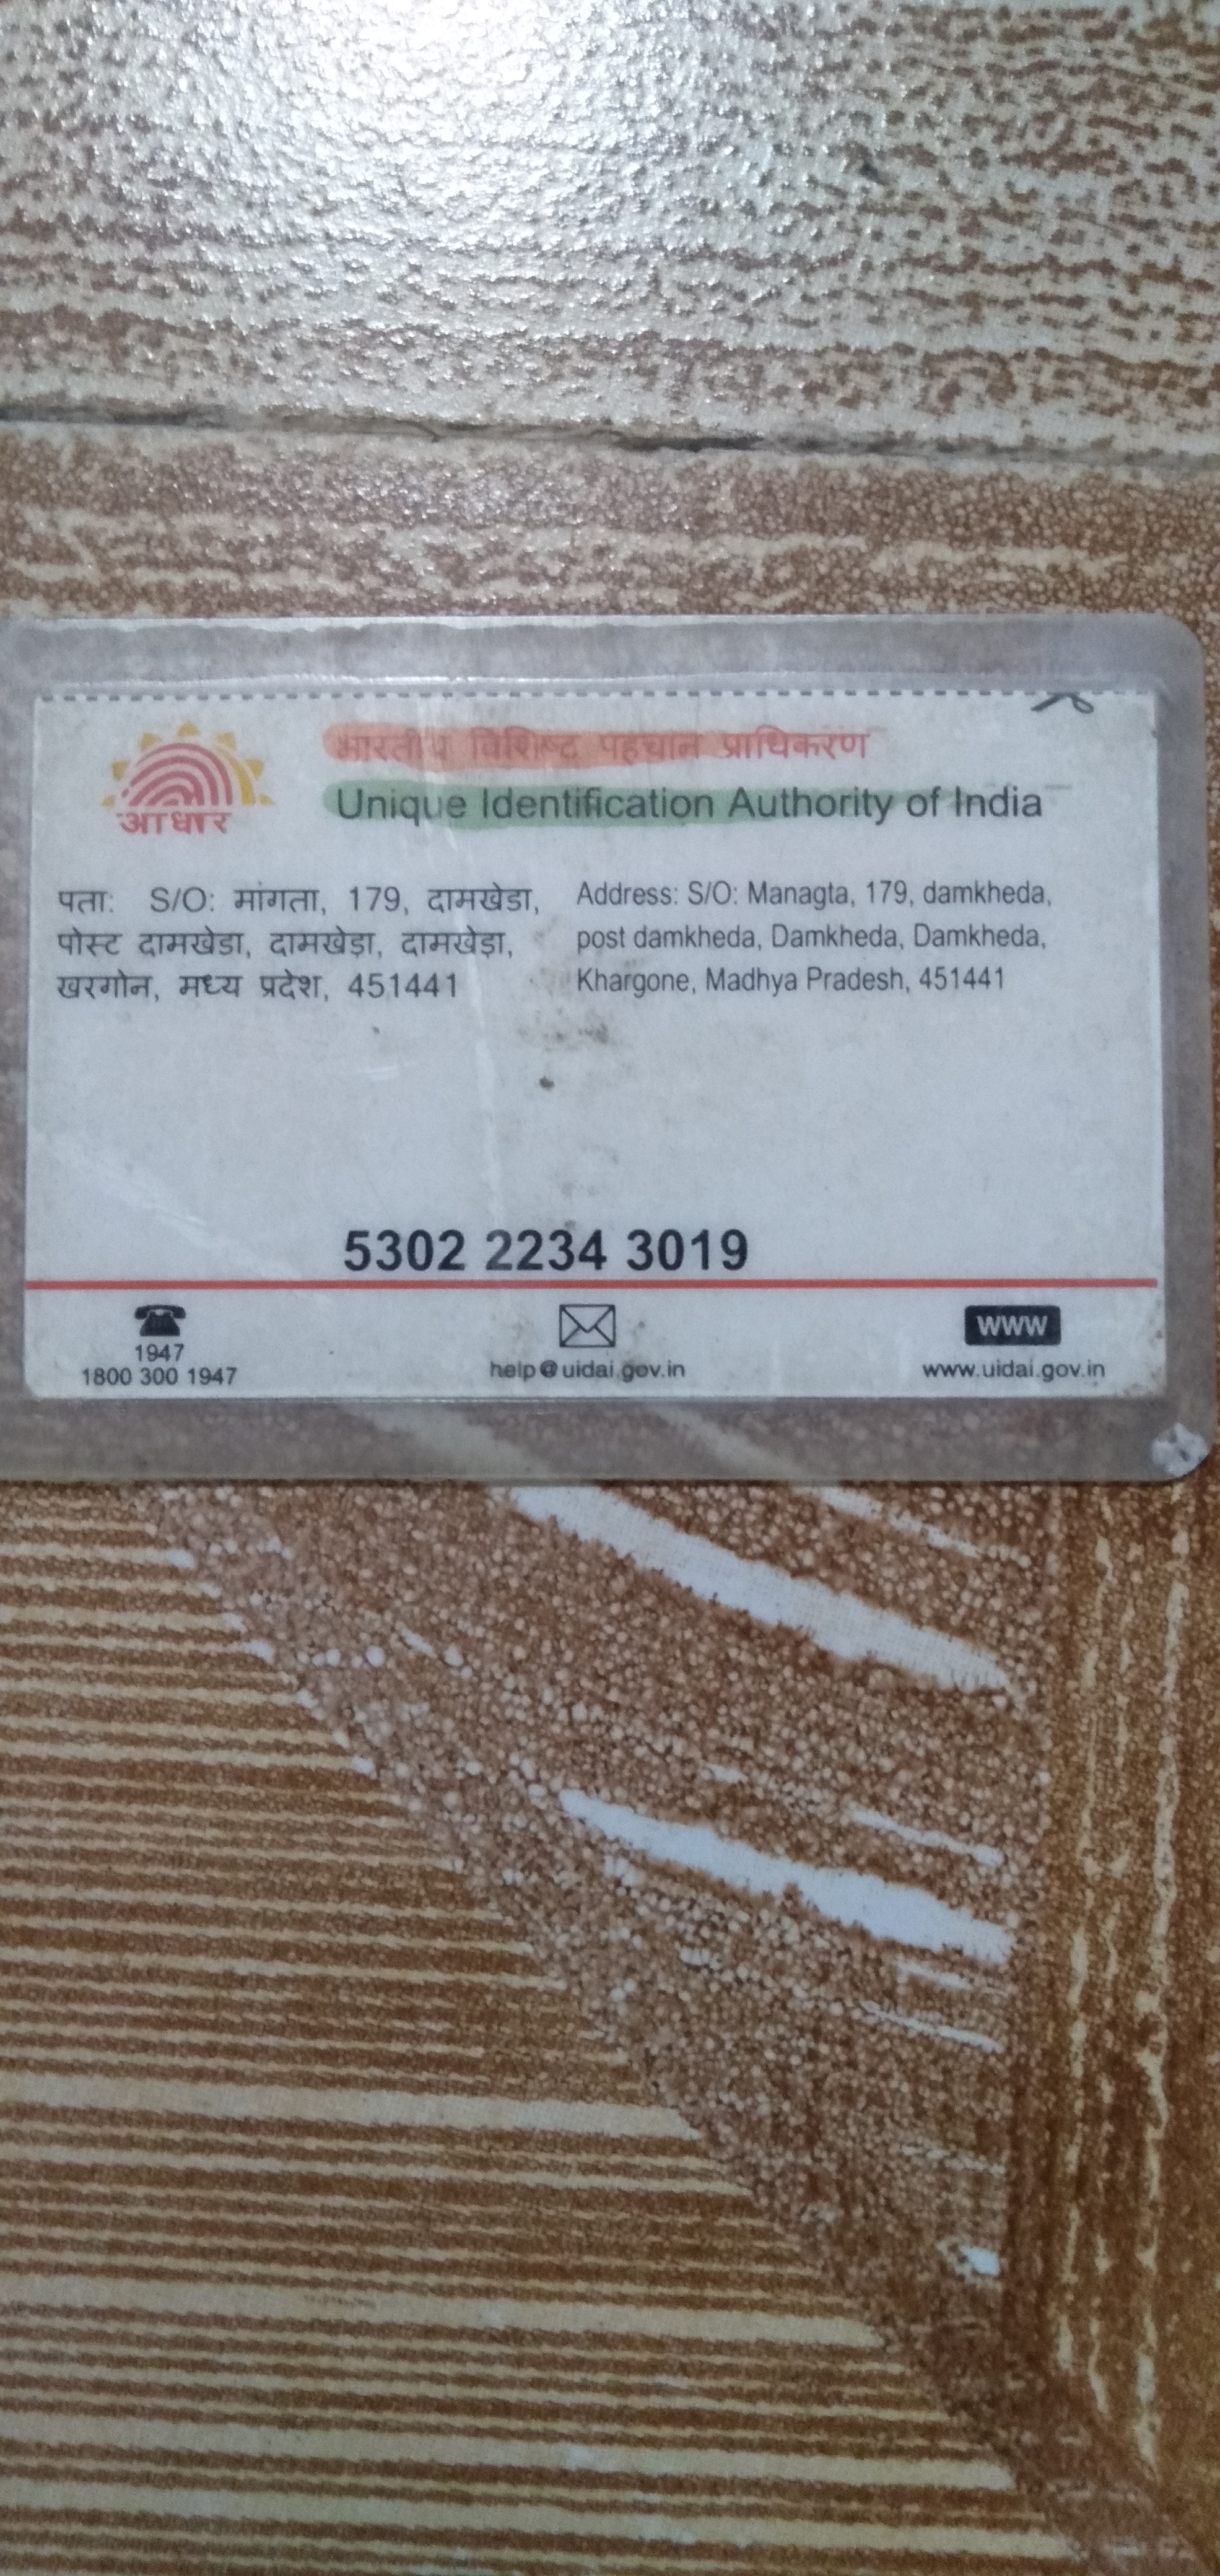 आधार
भारतीय विशिष्ट पहचान प्राधिकरण
Unique Identification Authority of India
पता: S/O: मांगता, 179, दामखेडा,
पोस्ट दामखेडा, दामखेड़ा, दामखेड़ा,
खरगोन, मध्य प्रदेश, 451441
Address: S/O: Managta, 179, damkheda,
post damkheda, Damkheda, Damkheda,
Khargone, Madhya Pradesh, 451441
5302 2234 3019
1947
1800 300 1947
help@uidai.gov.in
WWW
www.uidai.gov.in